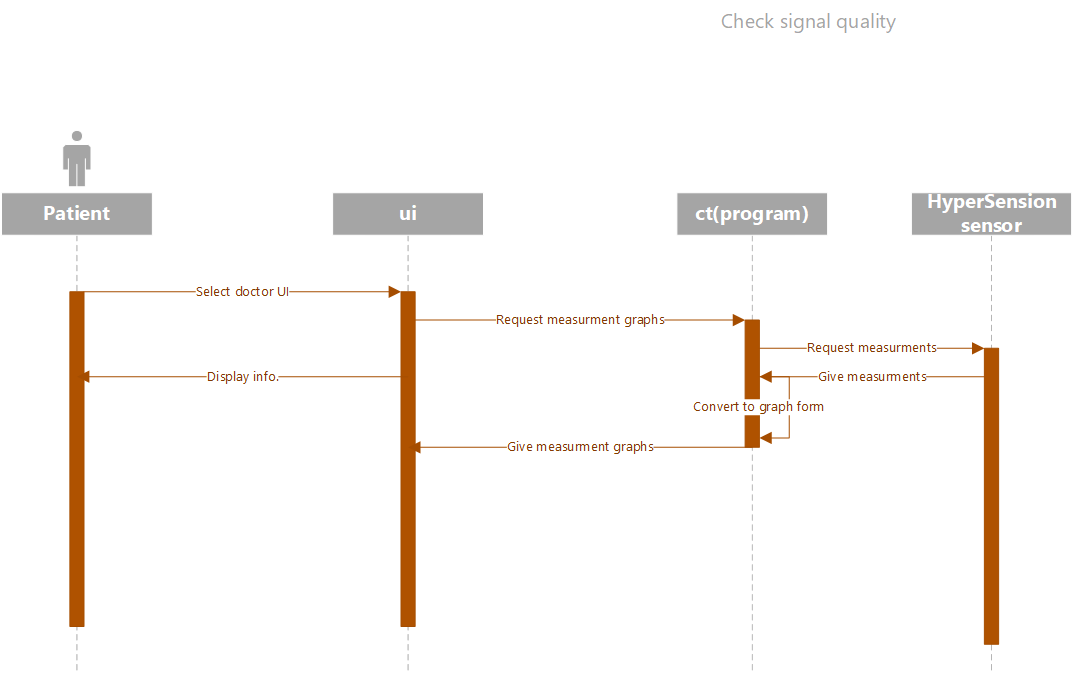 Check signal quality
Patient
ui
ct(program)
HyperSension
sensor
Select doctor UI
Request measurment graphs
Request measurments
Display info.
Give measurments
Convert to graph form
Give measurment graphs